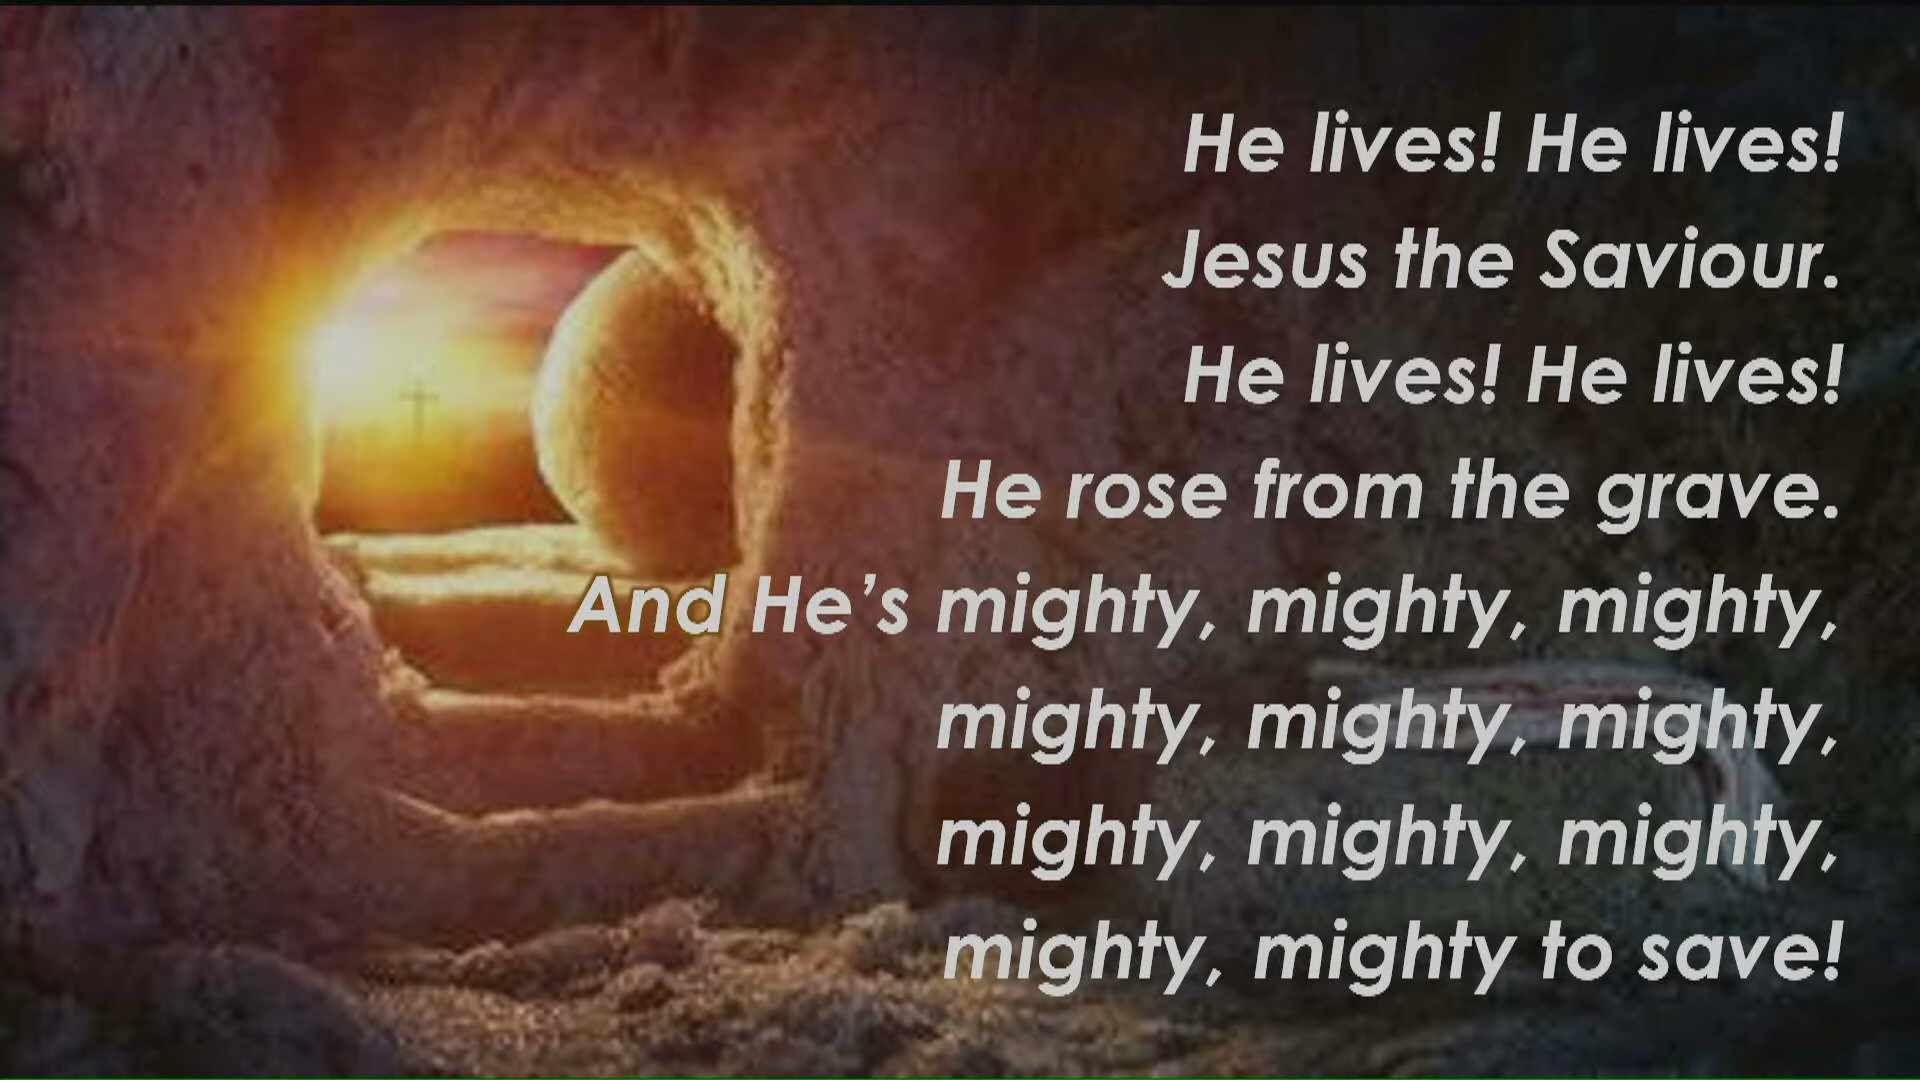 He lives! He lives!
Jesus the Saviour.
He lives! He lives!
He rose from the grave.
And He’s mighty, mighty, mighty,
mighty, mighty, mighty,
mighty, mighty, mighty,
mighty, mighty to save!